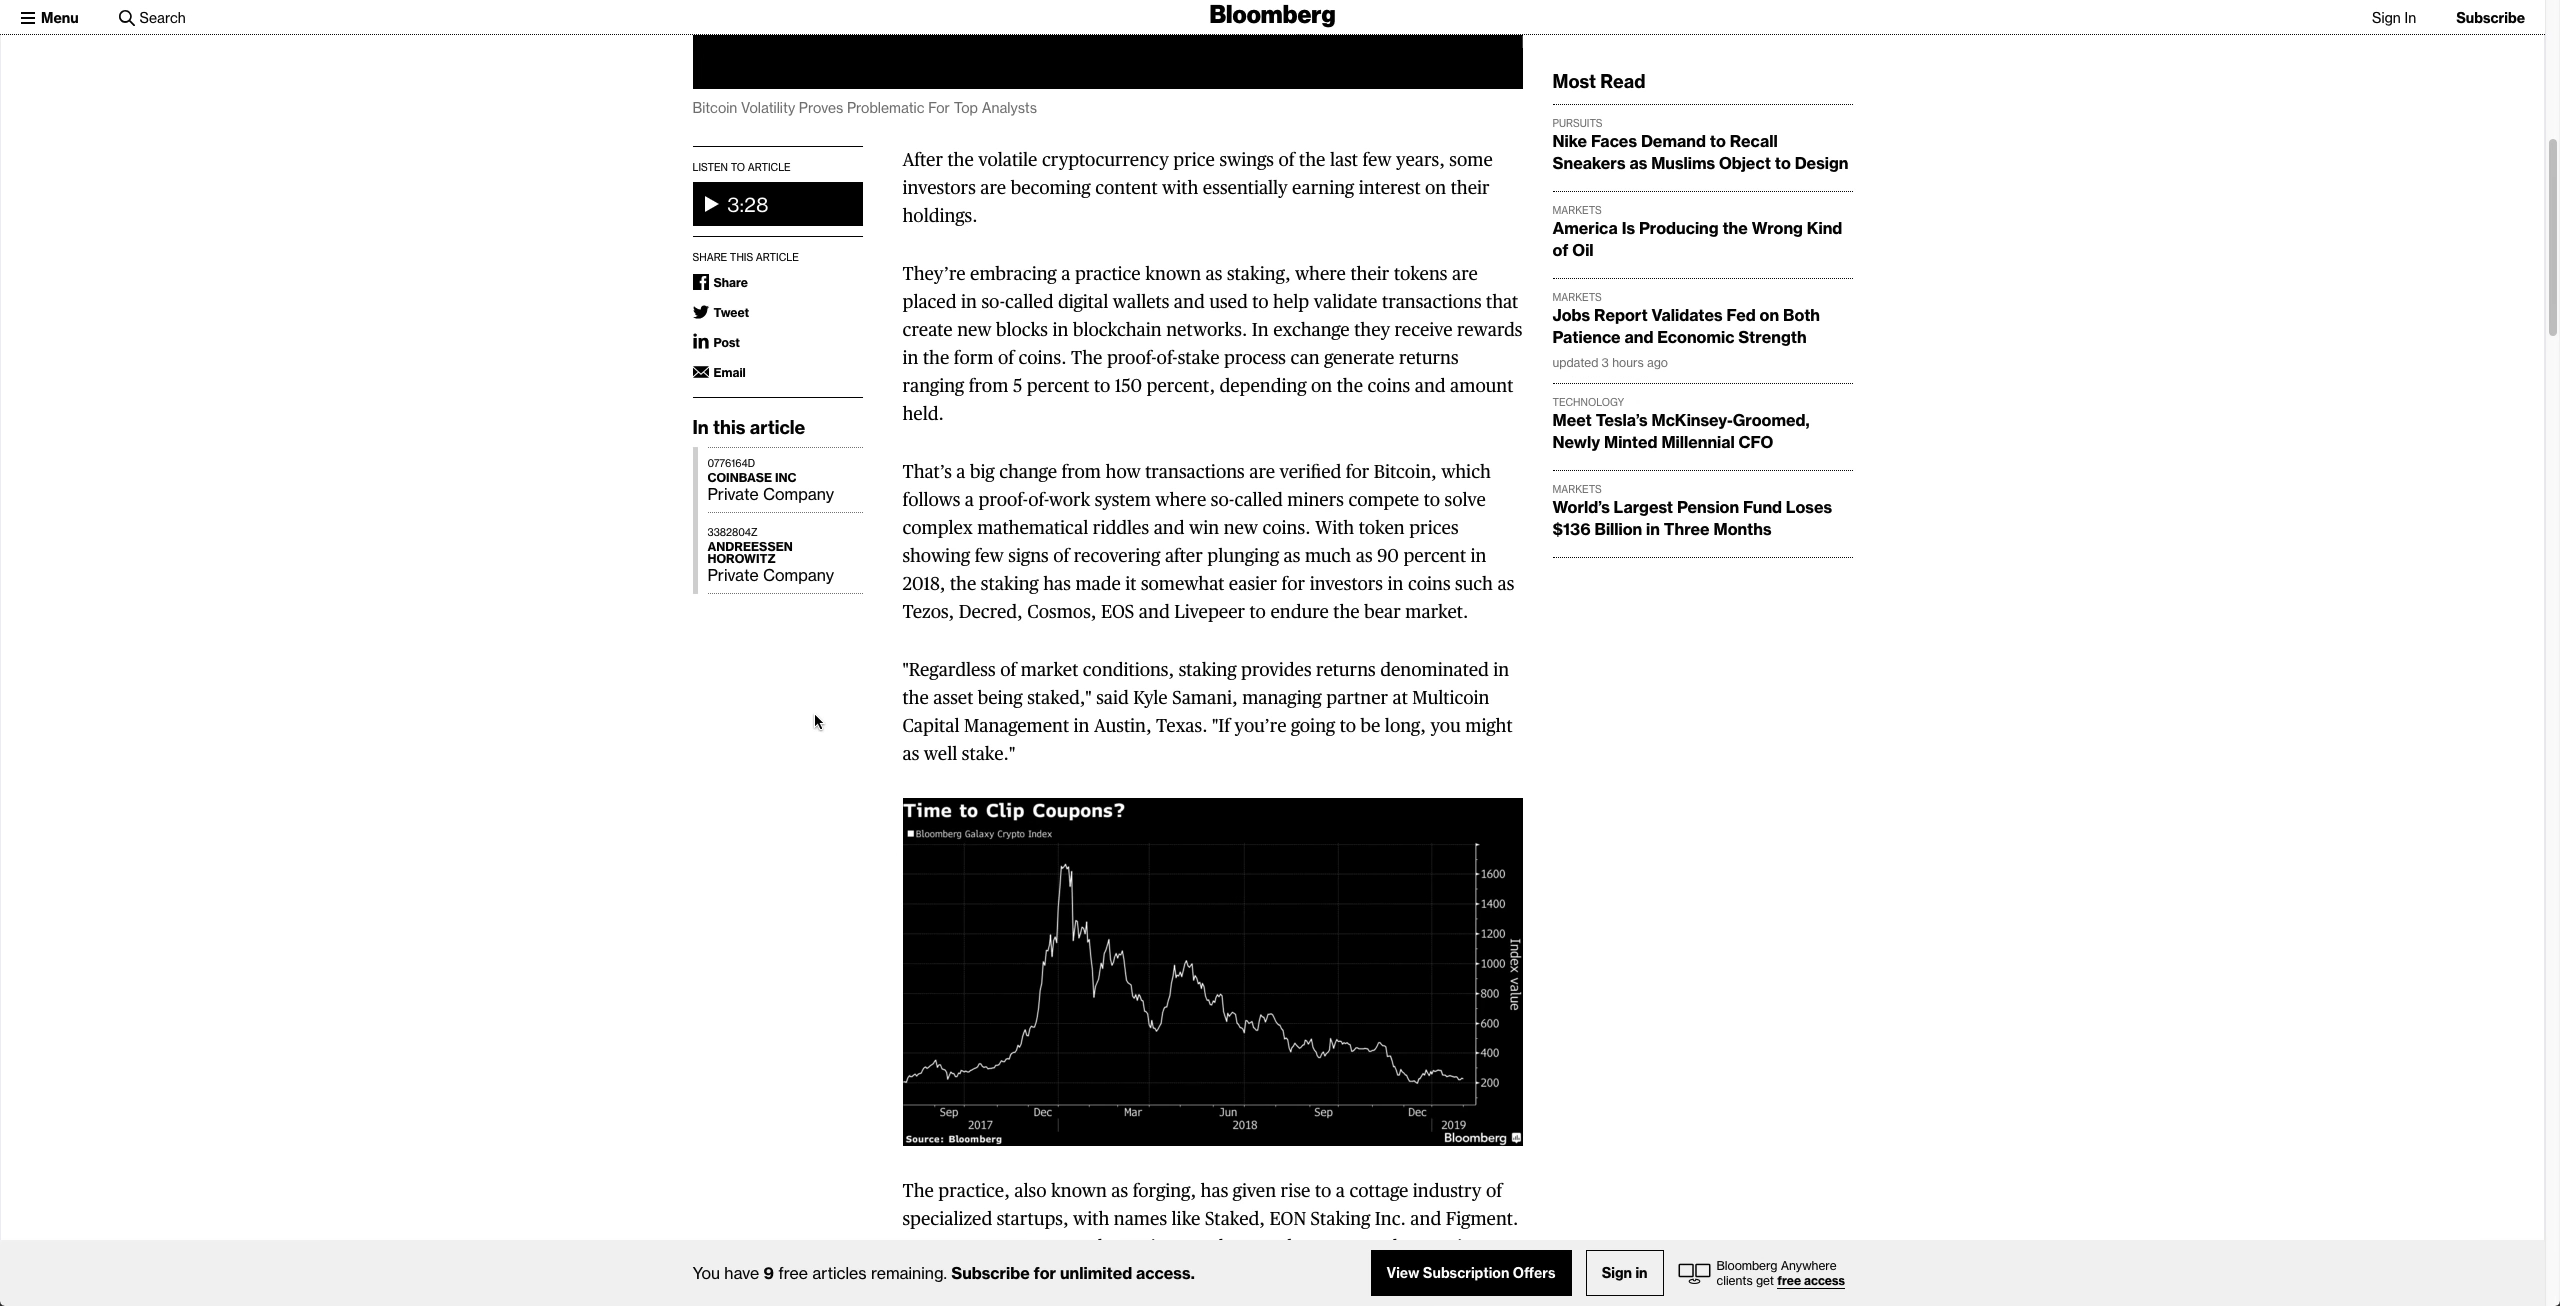 Menu
Search
Bloomberg
Sign In
Subscribe
Bitcoin Volatility Proves Problematic For Top Analysts
LISTEN TO ARTICLE
3:28
SHARE THIS ARTICLE
Share
Tweet
Post
Email
In this article
0776164D
COINBASE INC
Private Company
3382804Z
ANDREESSEN
HOROWITZ
Private Company
After the volatile cryptocurrency price swings of the last few years, some
investors are becoming content with essentially earning interest on their
holdings.
They’re embracing a practice known as staking, where their tokens are
placed in so-called digital wallets and used to help validate transactions that
create new blocks in blockchain networks. In exchange they receive rewards
in the form of coins. The proof-of-stake process can generate returns
ranging from 5 percent to 150 percent, depending on the coins and amount
held.
That’s a big change from how transactions are verified for Bitcoin, which
follows a proof-of-work system where so-called miners compete to solve
complex mathematical riddles and win new coins. With token prices
showing few signs of recovering after plunging as much as 90 percent in
2018, the staking has made it somewhat easier for investors in coins such as
Tezos, Decred, Cosmos, EOS and Livepeer to endure the bear market.
"Regardless of market conditions, staking provides returns denominated in
the asset being staked," said Kyle Samani, managing partner at Multicoin
Capital Management in Austin, Texas. "If you’re going to be long, you might
as well stake."
Time to Clip Coupons?
Bloomberg Galaxy Crypto Index
1600
1400
1200
1000
800
600
400
200
Index value
Sep Dec Mar Jun Sep Dec
2017 2018 2019
Source: Bloomberg
Bloomberg
The practice, also known as forging, has given rise to a cottage industry of
specialized startups, with names like Staked, EON Staking Inc. and Figment.
Most Read
PURSUITS
Nike Faces Demand to Recall
Sneakers as Muslims Object to Design
MARKETS
America Is Producing the Wrong Kind
of Oil
MARKETS
Jobs Report Validates Fed on Both
Patience and Economic Strength
updated 3 hours ago
TECHNOLOGY
Meet Tesla’s McKinsey-Groomed,
Newly Minted Millennial CFO
MARKETS
World’s Largest Pension Fund Loses
$136 Billion in Three Months
You have 9 free articles remaining. Subscribe for unlimited access.
View Subscription Offers
Sign in
Bloomberg Anywhere
clients get free access